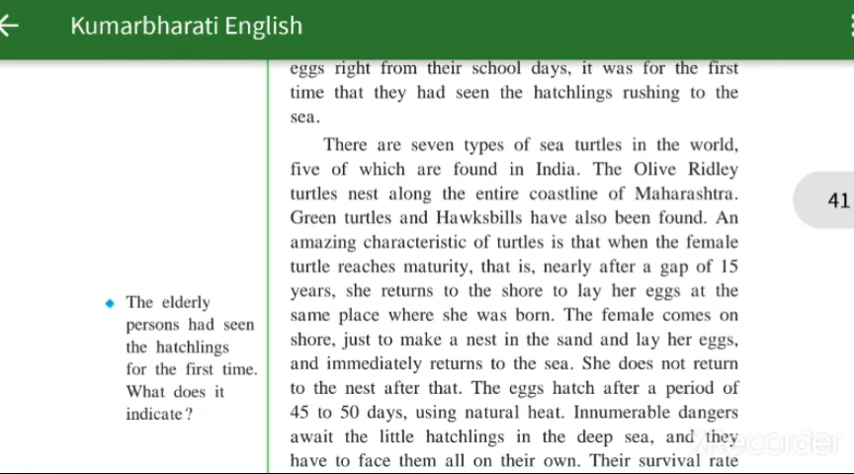 Kumarbharati English
eggs right from their school days, it was for the first
time that they had seen the hatchlings rushing to the
sea.
There are seven types of sea turtles in the world,
five of which are found in India. The Olive Ridley
turtles nest along the entire coastline of Maharashtra.
Green turtles and Hawksbills have also been found. An
amazing characteristic of turtles is that when the female
turtle reaches maturity, that is, nearly after a gap of 15
years, she returns to the shore to lay her eggs at the
same place where she was born. The female comes on
shore, just to make a nest in the sand and lay her eggs,
and immediately returns to the sea. She does not return
to the nest after that. The eggs hatch after a period of
45 to 50 days, using natural heat. Innumerable dangers
await the little hatchlings in the deep sea, and they
have to face them all on their own. Their survival rate
The elderly
persons had seen
the hatchlings
for the first time.
What does it
indicate?
41
XRecorder